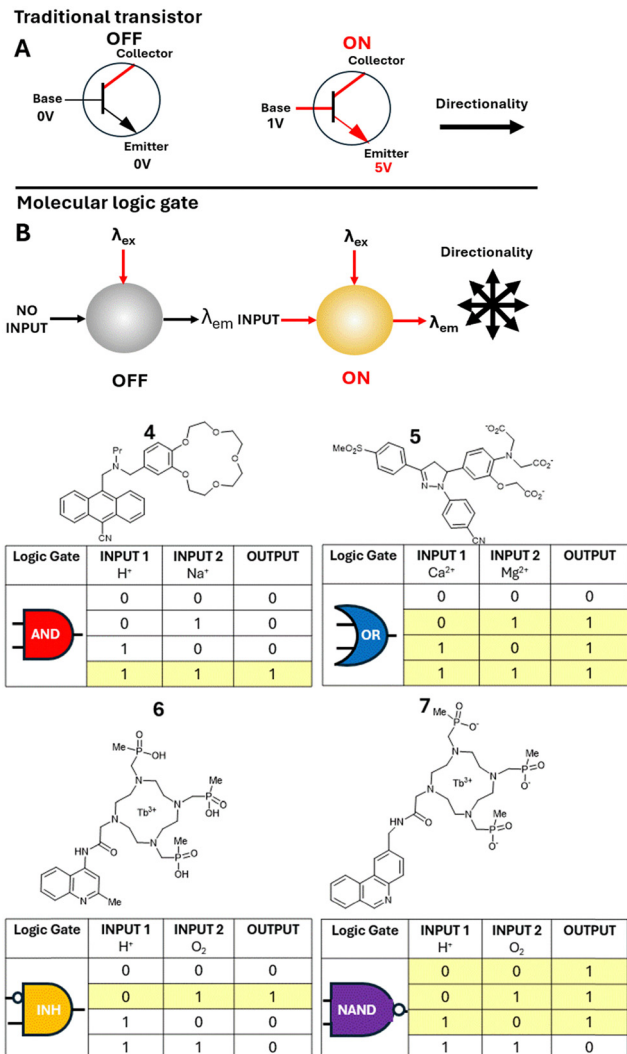 Traditional transistor
A
OFF
Collector
Base
0V
Emitter
0V
ON
Collector
Base
1V
Emitter
5V
Directionality
Molecular logic gate
B
λex
NO
INPUT
λem
OFF
λex
INPUT
λem
ON
Directionality
4
Pr
N
O
O
O
O
O
CN
Logic Gate INPUT 1 INPUT 2 OUTPUT
H⁺ Na⁺
AND
0 0 0
0 1 0
1 0 0
1 1 1
5
MeO₂S
N
N
CN
⁻O₂C
N
CO₂⁻
O
CO₂⁻
Logic Gate INPUT 1 INPUT 2 OUTPUT
Ca²⁺ Mg²⁺
OR
0 0 0
0 1 1
1 0 1
1 1 1
6
O
Me P
OH
N
Me
N Tb³⁺ N P O
OH
N Me
P O
OH
NH O
N Me
Logic Gate INPUT 1 INPUT 2 OUTPUT
H⁺ O₂
INH
0 0 0
0 1 1
1 0 0
1 1 0
7
O
Me P
O⁻
N
Me
N Tb³⁺ N P O
O⁻
N Me
P O
O⁻
HN O
N
Logic Gate INPUT 1 INPUT 2 OUTPUT
H⁺ O₂
NAND
0 0 1
0 1 1
1 0 1
1 1 0